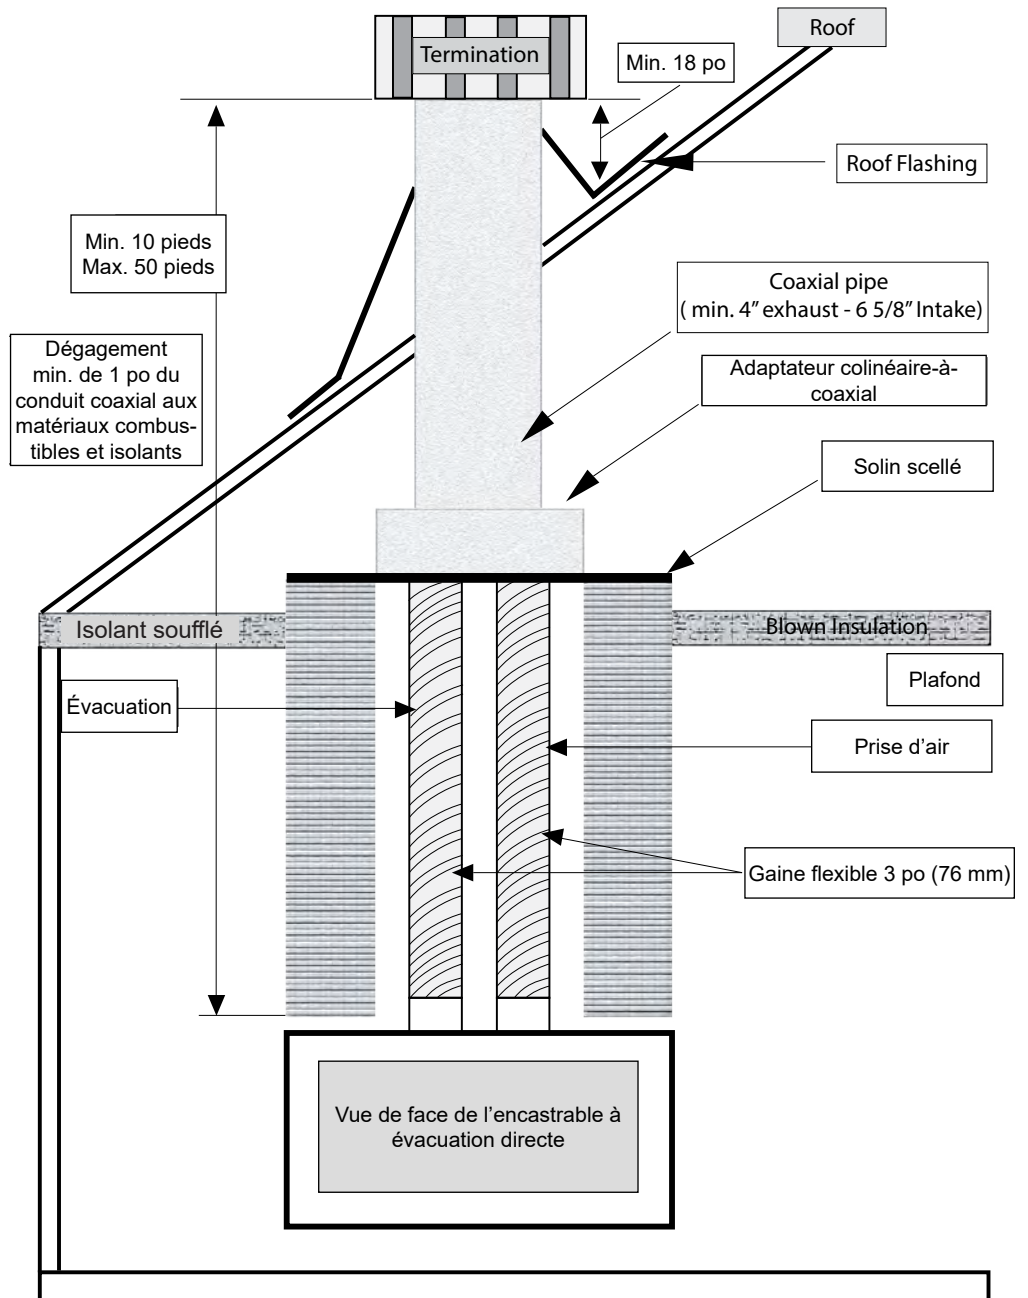 Roof
Termination
Min. 18 po
Roof Flashing
Min. 10 pieds
Max. 50 pieds
Coaxial pipe
( min. 4″ exhaust - 6 5/8″ Intake)
Dégagement
min. de 1 po du
conduit coaxial aux
matériaux combus-
tibles et isolants
Adaptateur colinéaire-à-
coaxial
Solin scellé
Isolant soufflé
Blown Insulation
Plafond
Évacuation
Prise d’air
Gaine flexible 3 po (76 mm)
Vue de face de l’encastrable à
évacuation directe